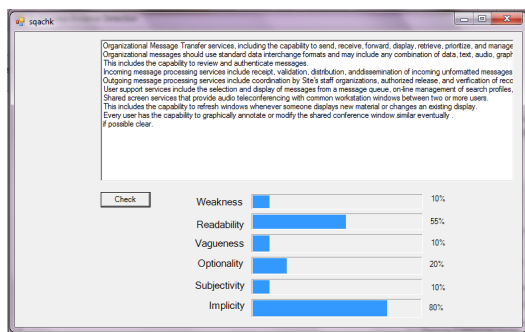 sqachk
Organizational Message Transfer services, including the capability to send, receive, forward, display, retrieve, prioritize, and manage
Organizational messages should use standard data interchange formats and may include any combination of data, text, audio, graph
This includes the capability to review and authenticate messages.
Incoming message processing services include receipt, validation, distribution, anddissemination of incoming unformatted messages
Outgoing message processing services include coordination by Site's staff organizations, authorized release, and verification of reco
User support services include the selection and display of messages from a message queue, on-line management of search profiles,
Shared screen services that provide audio teleconferencing with common workstation windows between two or more users.
This includes the capability to refresh windows whenever someone displays new material or changes an existing display.
Every user has the capability to graphically annotate or modify the shared conference window.similar eventually .
if possible clear.
Check
Weakness 10%
Readability 55%
Vagueness 10%
Optionality 20%
Subjectivity 10%
Implicity 80%